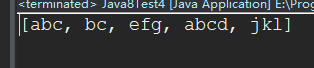 <terminated> Java8Test4 [Java Application] E:\Prog
[abc, bc, efg, abcd, jkl]